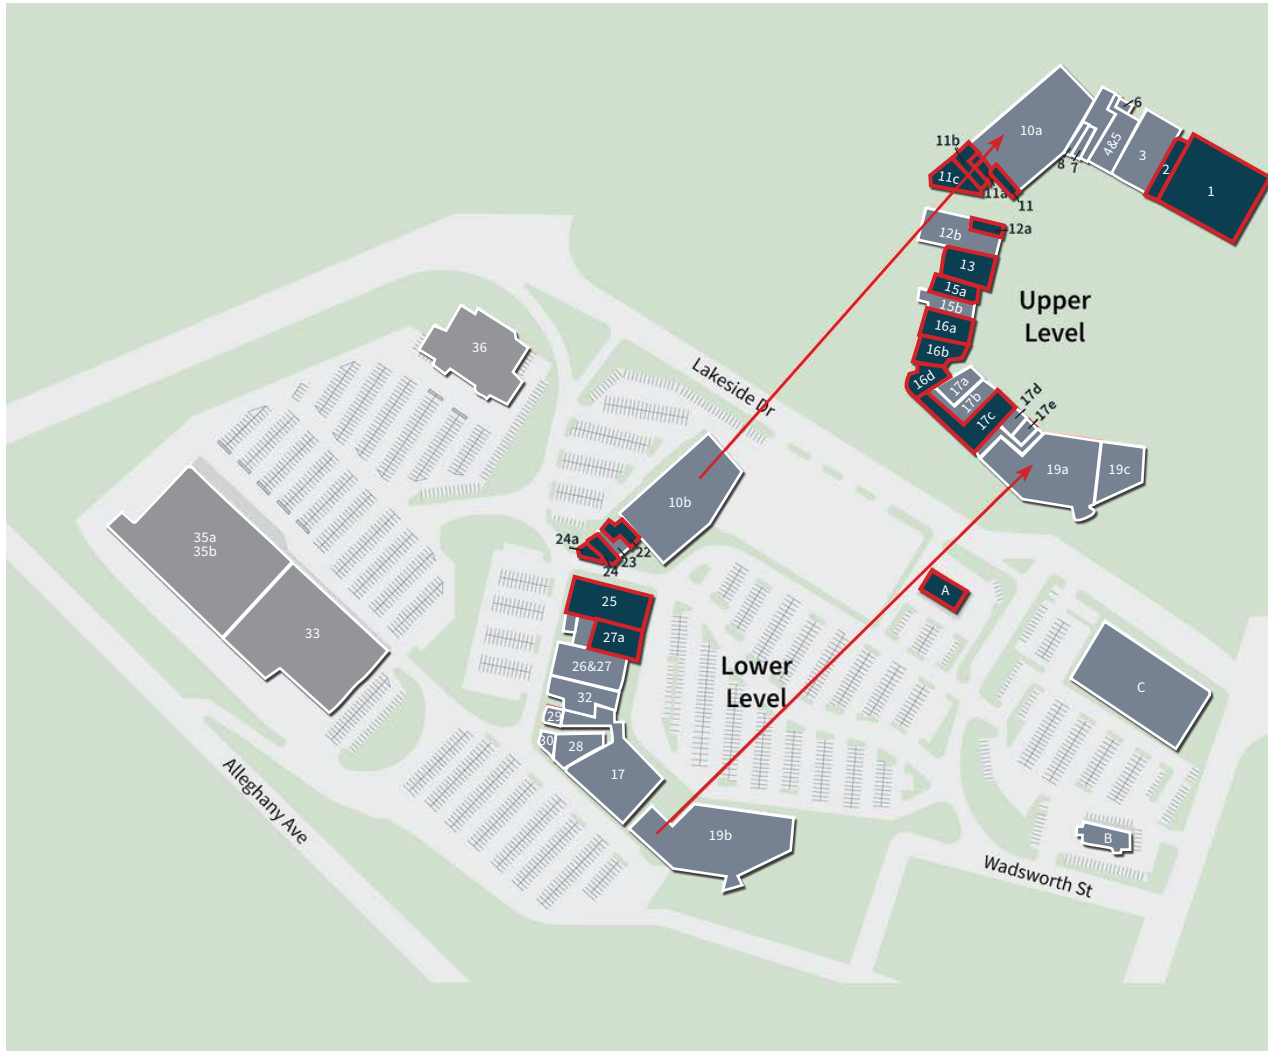 6
10a
4&5
3
2
1
8
7
11b
11c
11a
11
12b
12a
13
15a
15b
16a
16b
16d
17a
17b
17c
17d
17e
19a
19c
Upper
Level
36
Lakeside Dr
10b
35a
35b
33
24a
22
23
24
25
27a
26&27
32
29
30
28
17
19b
Lower
Level
A
C
B
Alleghany Ave
Wadsworth St